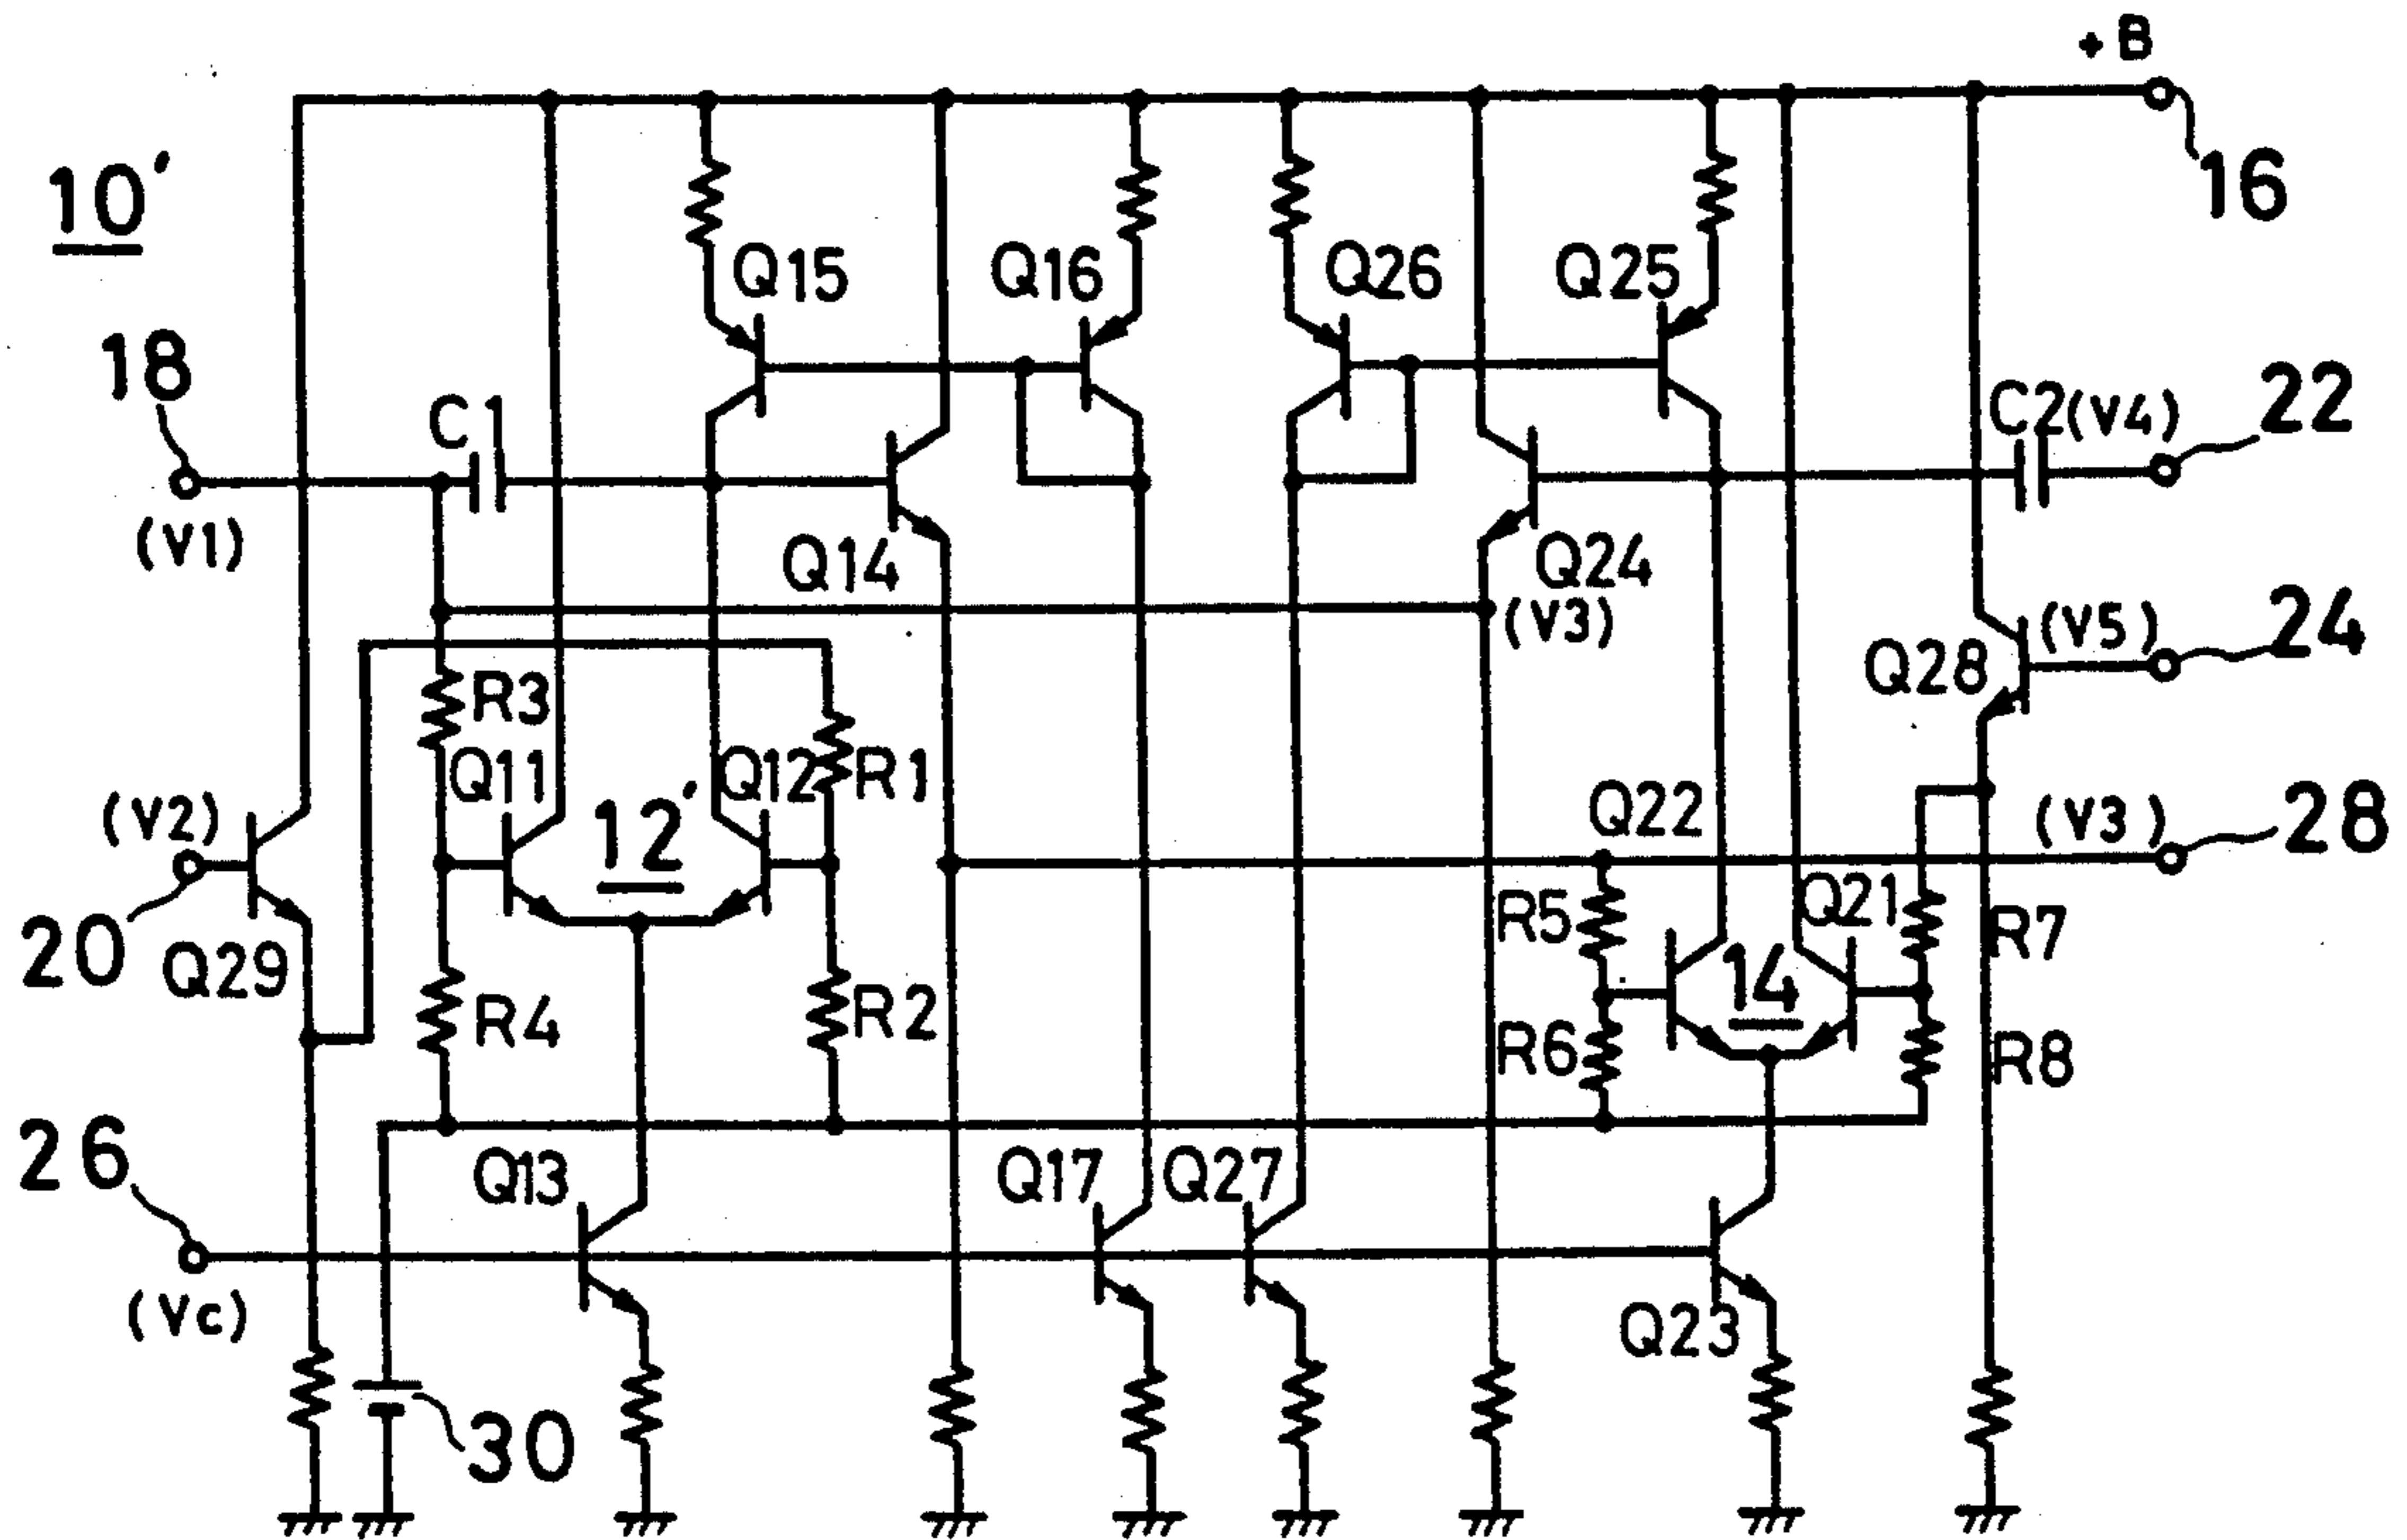 +B
10'
16
Q15
Q16
Q26
Q25
18
C1
C2
(V4)
22
(V1)
Q14
Q24
(V3)
(V5)
24
Q28
R3
Q11
Q12
R1
(V2)
12'
Q22
(V3)
28
20
Q29
R5
Q21
R7
14
R4
R2
R6
R8
26
Q13
Q17
Q27
(Vc)
Q23
30